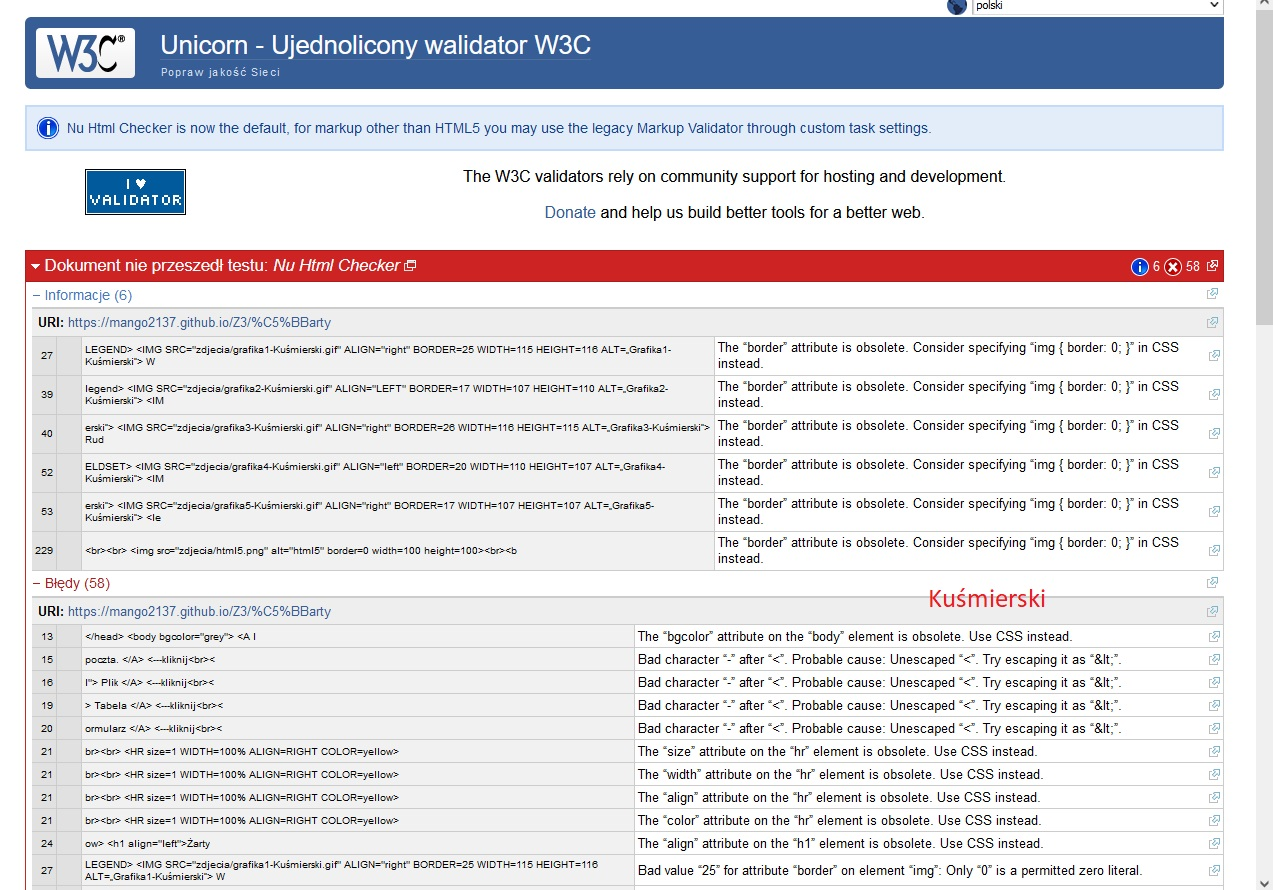 polski
W3C®
Unicorn - Ujednolicony walidator W3C
Popraw jakość Sieci
Nu Html Checker is now the default, for markup other than HTML5 you may use the legacy Markup Validator through custom task settings.
I ♥
VALIDATOR
The W3C validators rely on community support for hosting and development.
Donate and help us build better tools for a better web.
Dokument nie przeszedł testu: Nu Html Checker 6 58
– Informacje (6)
URI: https://mango2137.github.io/Z3/%C5%BBarty
27 LEGEND> <IMG SRC="zdjecia/grafika1-Kuśmierski.gif" ALIGN="right" BORDER=25 WIDTH=115 HEIGHT=116 ALT=„Grafika1-
Kuśmierski"> W
The “border” attribute is obsolete. Consider specifying “img { border: 0; }” in CSS
instead.
39 legend> <IMG SRC="zdjecia/grafika2-Kuśmierski.gif" ALIGN="LEFT" BORDER=17 WIDTH=107 HEIGHT=110 ALT=„Grafika2-
Kuśmierski"> <IM
The “border” attribute is obsolete. Consider specifying “img { border: 0; }” in CSS
instead.
40 erski"> <IMG SRC="zdjecia/grafika3-Kuśmierski.gif" ALIGN="right" BORDER=26 WIDTH=116 HEIGHT=115 ALT=„Grafika3-Kuśmierski">
Rud
The “border” attribute is obsolete. Consider specifying “img { border: 0; }” in CSS
instead.
52 ELDSET> <IMG SRC="zdjecia/grafika4-Kuśmierski.gif" ALIGN="left" BORDER=20 WIDTH=110 HEIGHT=107 ALT=„Grafika4-
Kuśmierski"> <IM
The “border” attribute is obsolete. Consider specifying “img { border: 0; }” in CSS
instead.
53 erski"> <IMG SRC="zdjecia/grafika5-Kuśmierski.gif" ALIGN="right" BORDER=17 WIDTH=107 HEIGHT=107 ALT=„Grafika5-
Kuśmierski"> <le
The “border” attribute is obsolete. Consider specifying “img { border: 0; }” in CSS
instead.
229 <br><br> <img src="zdjecia/html5.png" alt="html5" border=0 width=100 height=100><br><b
The “border” attribute is obsolete. Consider specifying “img { border: 0; }” in CSS
instead.
– Błędy (58)
Kuśmierski
URI: https://mango2137.github.io/Z3/%C5%BBarty
13 </head> <body bgcolor="grey"> <A I The “bgcolor” attribute on the “body” element is obsolete. Use CSS instead.
15 poczta. </A> <---kliknij<br>< Bad character “-” after “<”. Probable cause: Unescaped “<”. Try escaping it as “&lt;”.
16 l"> Plik </A> <---kliknij<br>< Bad character “-” after “<”. Probable cause: Unescaped “<”. Try escaping it as “&lt;”.
19 > Tabela </A> <---kliknij<br>< Bad character “-” after “<”. Probable cause: Unescaped “<”. Try escaping it as “&lt;”.
20 ormularz </A> <---kliknij<br>< Bad character “-” after “<”. Probable cause: Unescaped “<”. Try escaping it as “&lt;”.
21 br><br> <HR size=1 WIDTH=100% ALIGN=RIGHT COLOR=yellow> The “size” attribute on the “hr” element is obsolete. Use CSS instead.
21 br><br> <HR size=1 WIDTH=100% ALIGN=RIGHT COLOR=yellow> The “width” attribute on the “hr” element is obsolete. Use CSS instead.
21 br><br> <HR size=1 WIDTH=100% ALIGN=RIGHT COLOR=yellow> The “align” attribute on the “hr” element is obsolete. Use CSS instead.
21 br><br> <HR size=1 WIDTH=100% ALIGN=RIGHT COLOR=yellow> The “color” attribute on the “hr” element is obsolete. Use CSS instead.
24 ow> <h1 align="left">Żarty The “align” attribute on the “h1” element is obsolete. Use CSS instead.
27 LEGEND> <IMG SRC="zdjecia/grafika1-Kuśmierski.gif" ALIGN="right" BORDER=25 WIDTH=115 HEIGHT=116
ALT=„Grafika1-Kuśmierski"> W
Bad value “25” for attribute “border” on element “img”: Only “0” is a permitted zero literal.